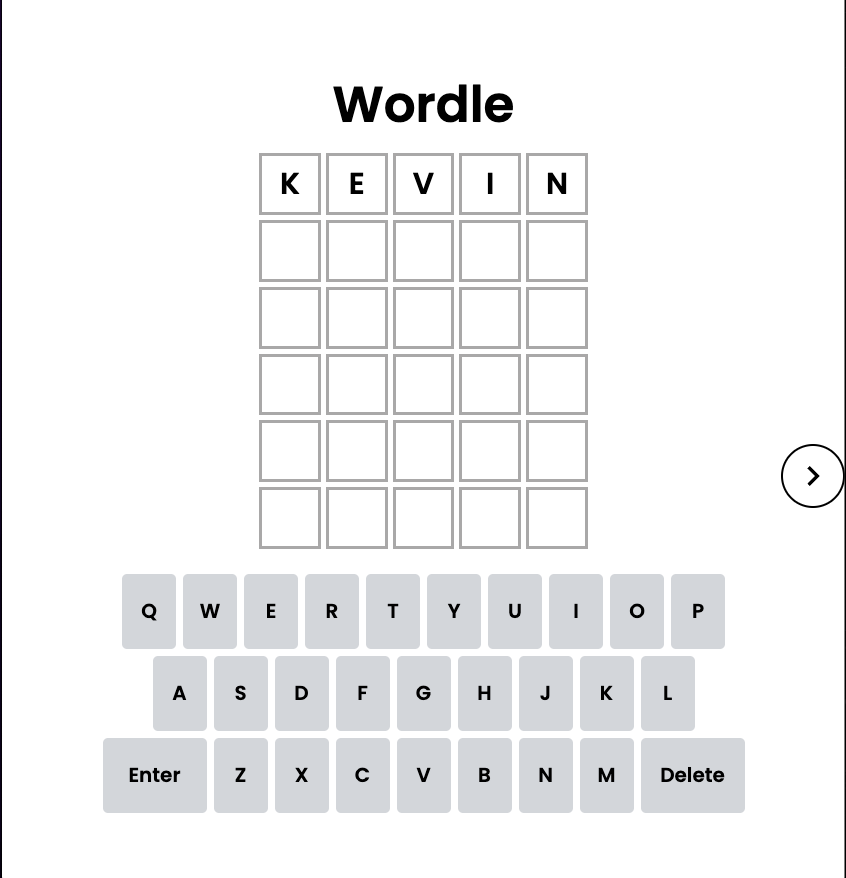 Wordle
K E V I N
Q W E R T Y U I O P
A S D F G H J K L
Enter Z X C V B N M Delete